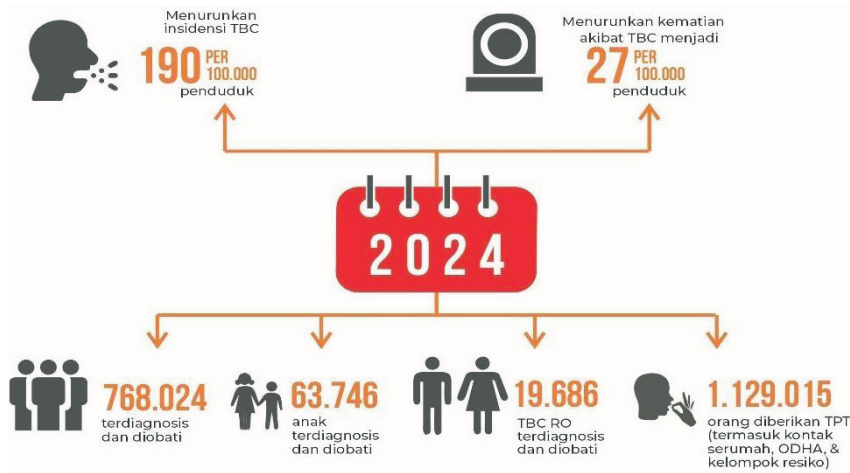 Menurunkan
insidensi TBC
190 PER
100.000
penduduk
Menurunkan kematian
akibat TBC menjadi
27 PER
100.000
penduduk
2024
768.024
terdiagnosis
dan diobati
63.746
anak
terdiagnosis
dan diobati
19.686
TBC RO
terdiagnosis
dan diobati
1.129.015
orang diberikan TPT
(termasuk kontak
serumah, ODHA, &
kelompok resiko)